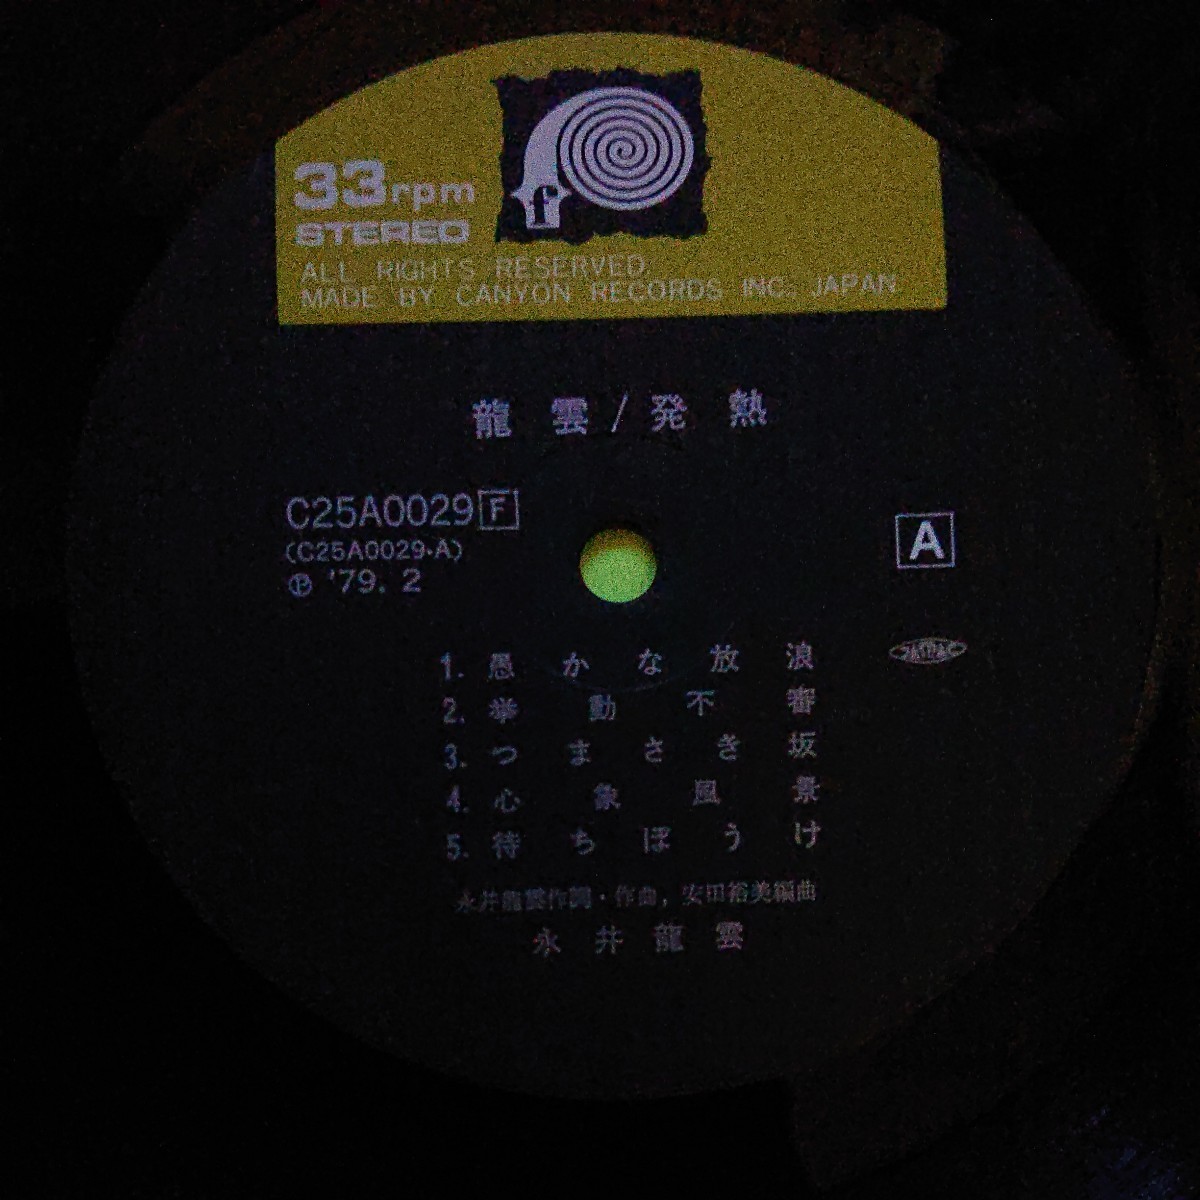 f
33rpm
STEREO
ALL RIGHTS RESERVED
MADE BY CANYON RECORDS INC. JAPAN
龍雲/発熱
C25A0029 F
(C25A0029·A)
Ⓟ '79. 2
A
JASRAC
1. 愚かな放浪
2. 挙動不審
3. つまさき坂
4. 心象風景
5. 待ちぼうけ
永井龍雲作詞・作曲, 安田裕美編曲
永井龍雲